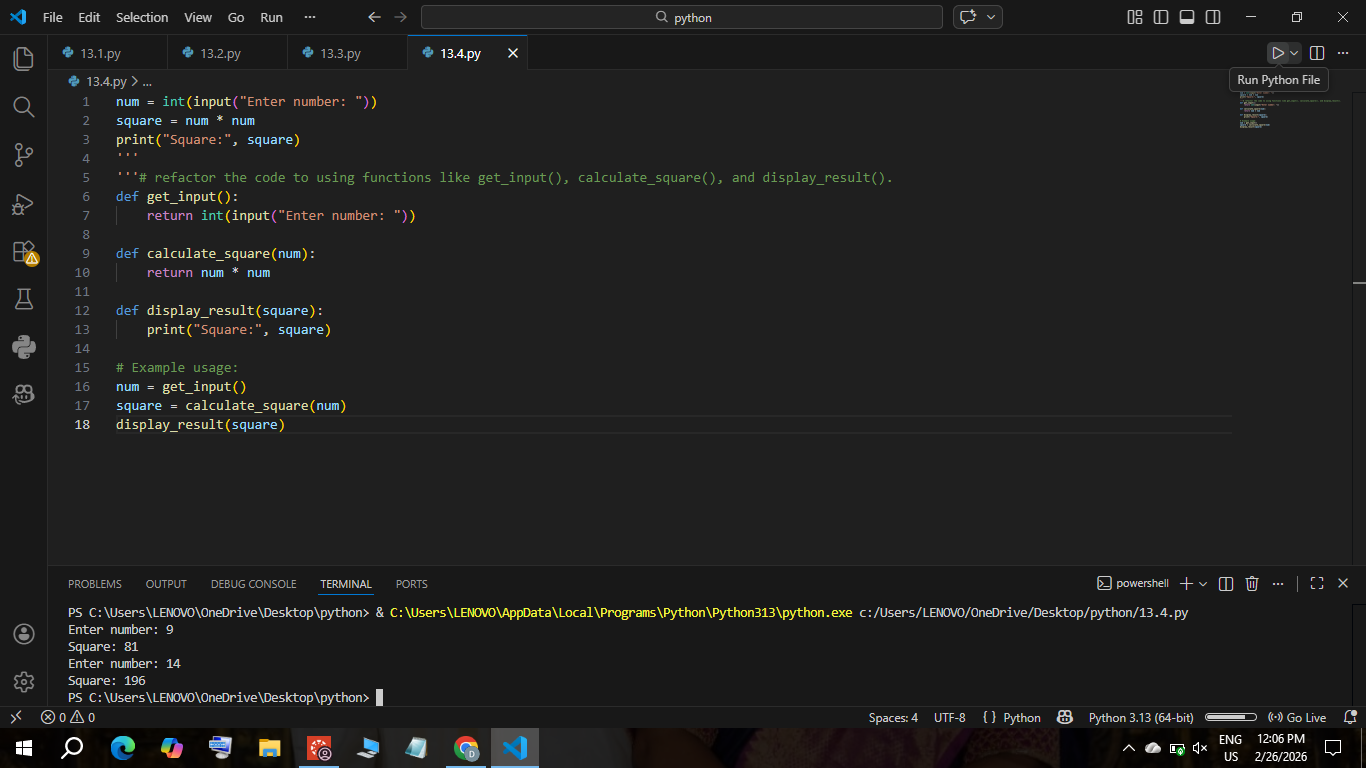 File Edit Selection View Go Run ··· python
13.1.py 13.2.py 13.3.py 13.4.py
Run Python File
13.4.py > ...
1 num = int(input("Enter number: "))
2 square = num * num
3 print("Square:", square)
4 '''
5 '''# refactor the code to using functions like get_input(), calculate_square(), and display_result().
6 def get_input():
7 return int(input("Enter number: "))
8
9 def calculate_square(num):
10 return num * num
11
12 def display_result(square):
13 print("Square:", square)
14
15 # Example usage:
16 num = get_input()
17 square = calculate_square(num)
18 display_result(square)
PROBLEMS OUTPUT DEBUG CONSOLE TERMINAL PORTS powershell
PS C:\Users\LENOVO\OneDrive\Desktop\python> & C:\Users\LENOVO\AppData\Local\Programs\Python\Python313\python.exe c:/Users/LENOVO/OneDrive/Desktop/python/13.4.py
Enter number: 9
Square: 81
Enter number: 14
Square: 196
PS C:\Users\LENOVO\OneDrive\Desktop\python>
0 0 Spaces: 4 UTF-8 {} Python Python 3.13 (64-bit) Go Live
ENG 12:06 PM
US 2/26/2026